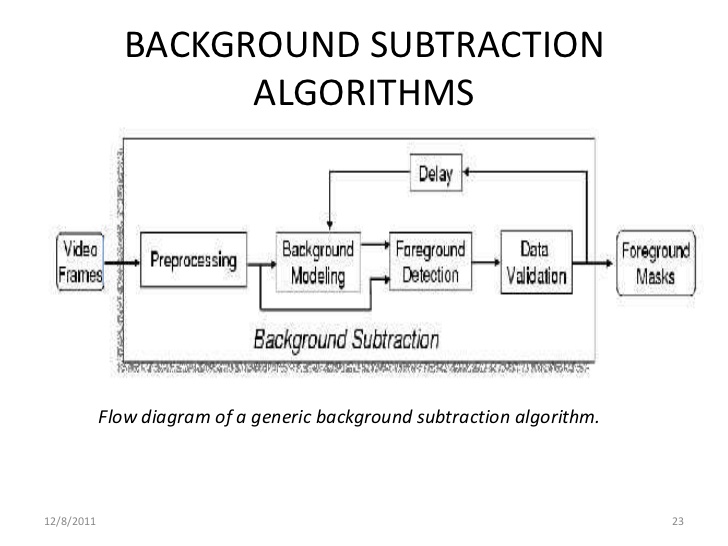 BACKGROUND SUBTRACTION
ALGORITHMS
Delay
Video
Frames
Preprocessing
Background
Modeling
Foreground
Detection
Data
Validation
Foreground
Masks
Background Subtraction
Flow diagram of a generic background subtraction algorithm.
12/8/2011
23